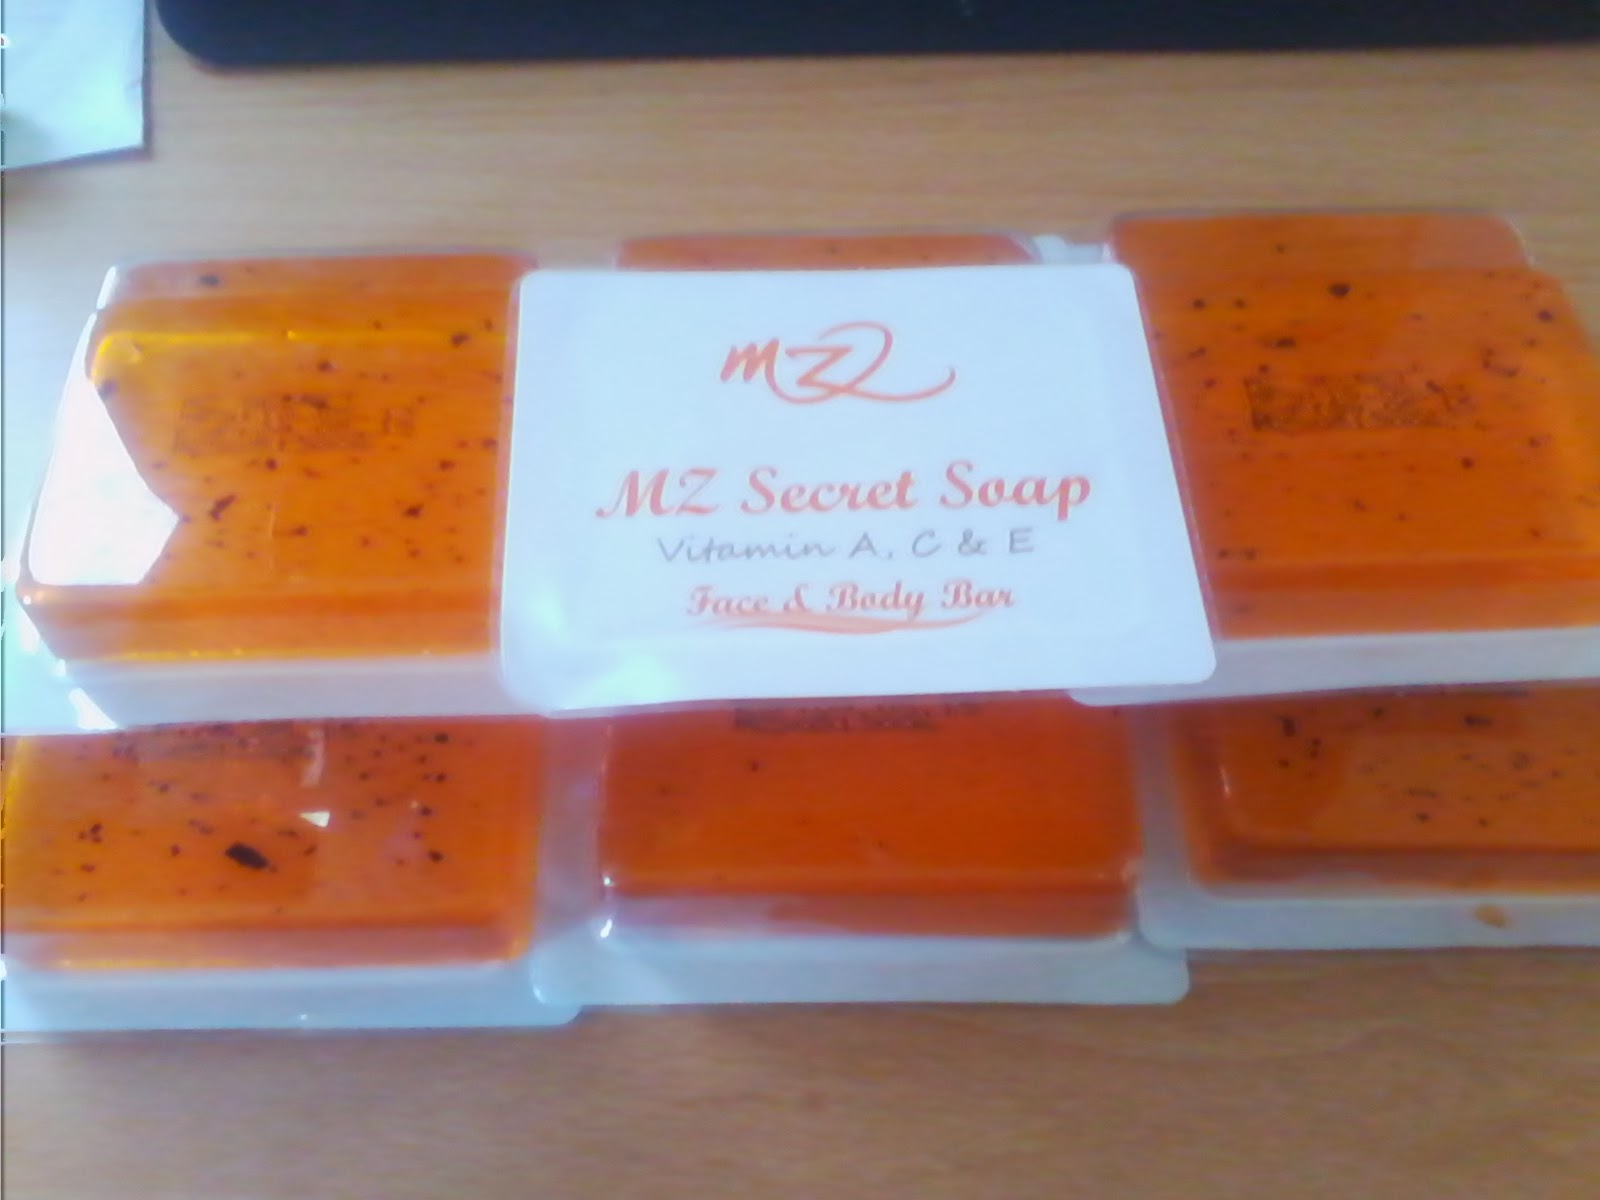 mz
MZ Secret Soap
Vitamin A, C & E
Face & Body Bar